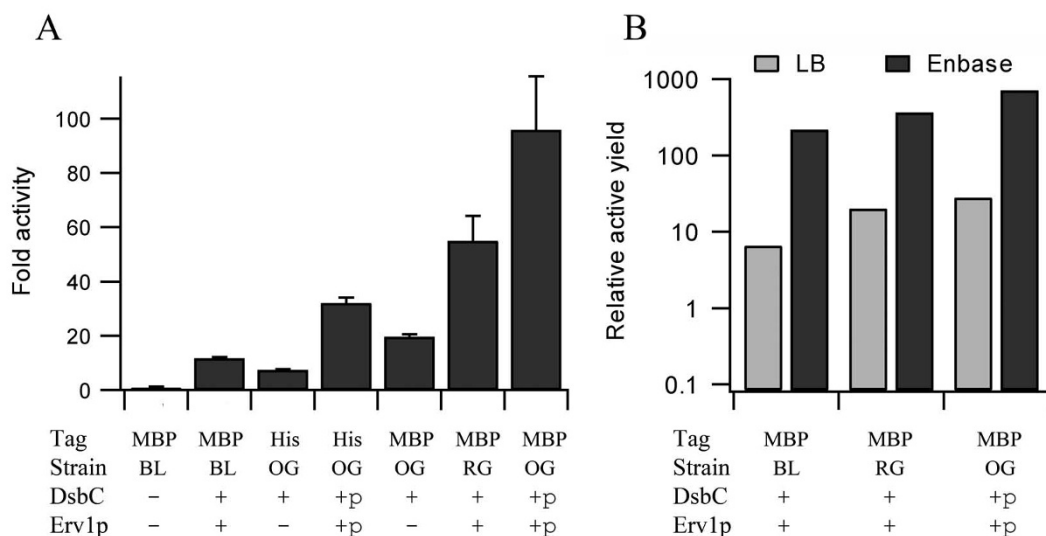 A
Fold activity
100
80
60
40
20
0
Tag MBP MBP His His MBP MBP MBP
Strain BL BL OG OG OG RG OG
DsbC – + + +p + + +p
Erv1p – + – +p – + +p
B
LB Enbase
Relative active yield
1000
100
10
1
0.1
Tag MBP MBP MBP
Strain BL RG OG
DsbC + + +p
Erv1p + + +p